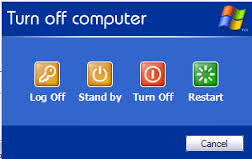 Turn off computer
Log Off Stand by Turn Off Restart
Cancel